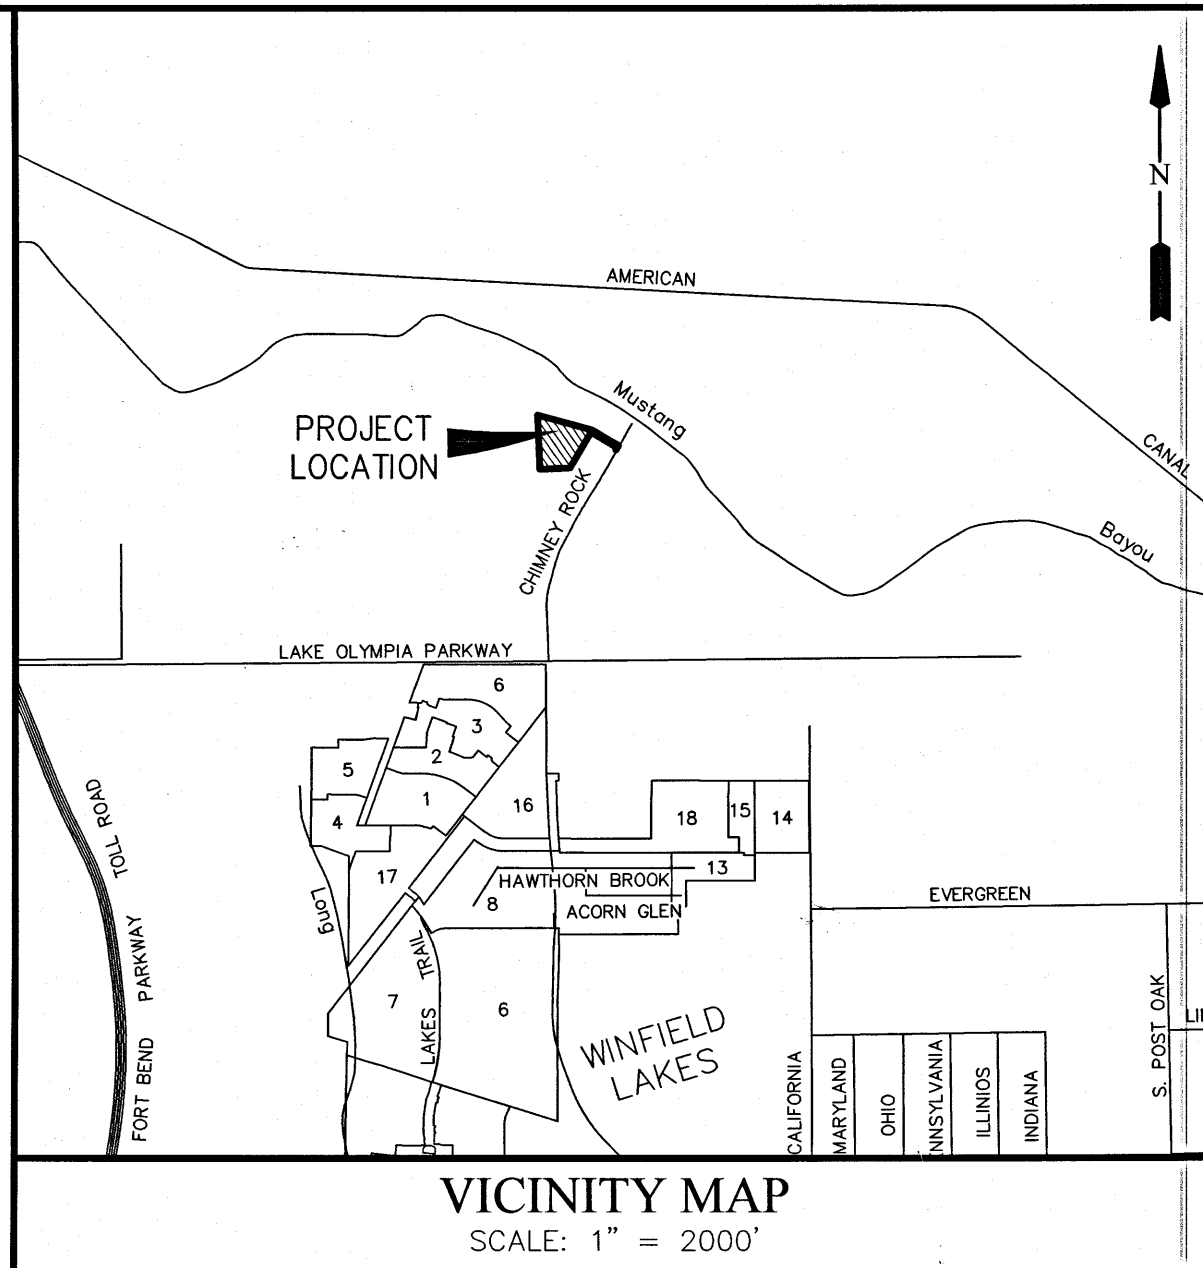 N
AMERICAN
CANAL
Mustang
Bayou
PROJECT
LOCATION
CHIMNEY ROCK
LAKE OLYMPIA PARKWAY
6
3
2
5
1
16
4
18
15
14
17
13
HAWTHORN BROOK
8
ACORN GLEN
EVERGREEN
Long
TOLL ROAD
FORT BEND PARKWAY
LAKES TRAIL
7
6
WINFIELD
LAKES
CALIFORNIA
MARYLAND
OHIO
NNSYLVANIA
ILLINIOS
INDIANA
S. POST OAK
VICINITY MAP
SCALE: 1" = 2000'